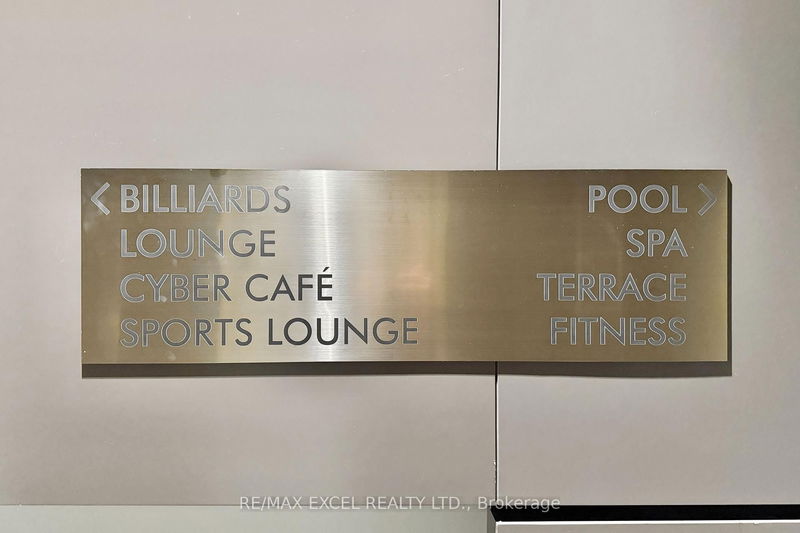 < BILLIARDS
LOUNGE
CYBER CAFÉ
SPORTS LOUNGE
POOL >
SPA
TERRACE
FITNESS
RE/MAX EXCEL REALTY LTD., Brokerage